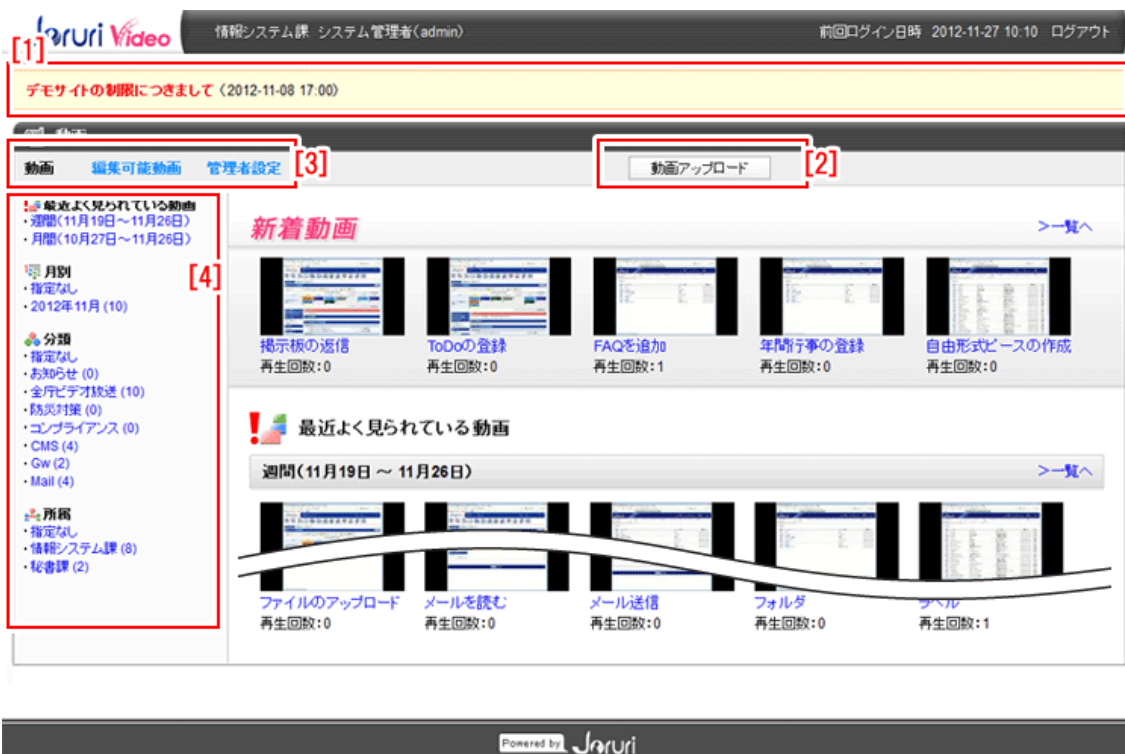 Joruri Video 情報システム課 システム管理者(admin) 前回ログイン日時 2012-11-27 10:10 ログアウト
[1]
デモサイトの制限につきまして (2012-11-08 17:00)
動画
動画 編集可能動画 管理者設定 [3] 動画アップロード [2]
[4]
最近よく見られている動画
・週間(11月19日～11月26日)
・月間(10月27日～11月26日)
月別
・指定なし
・2012年11月 (10)
分類
・指定なし
・お知らせ (0)
・全庁ビデオ放送 (10)
・防災対策 (0)
・コンプライアンス (0)
・CMS (4)
・Gw (2)
・Mail (4)
所属
・指定なし
・情報システム課 (8)
・秘書課 (2)
新着動画 >一覧へ
掲示板の返信 ToDoの登録 FAQを追加 年間行事の登録 自由形式ピースの作成
再生回数:0 再生回数:0 再生回数:1 再生回数:0 再生回数:0
最近よく見られている動画
週間(11月19日 ～ 11月26日) >一覧へ
ファイルのアップロード メールを読む メール送信 フォルダ ラベル
再生回数:0 再生回数:0 再生回数:0 再生回数:0 再生回数:1
Powered by Joruri